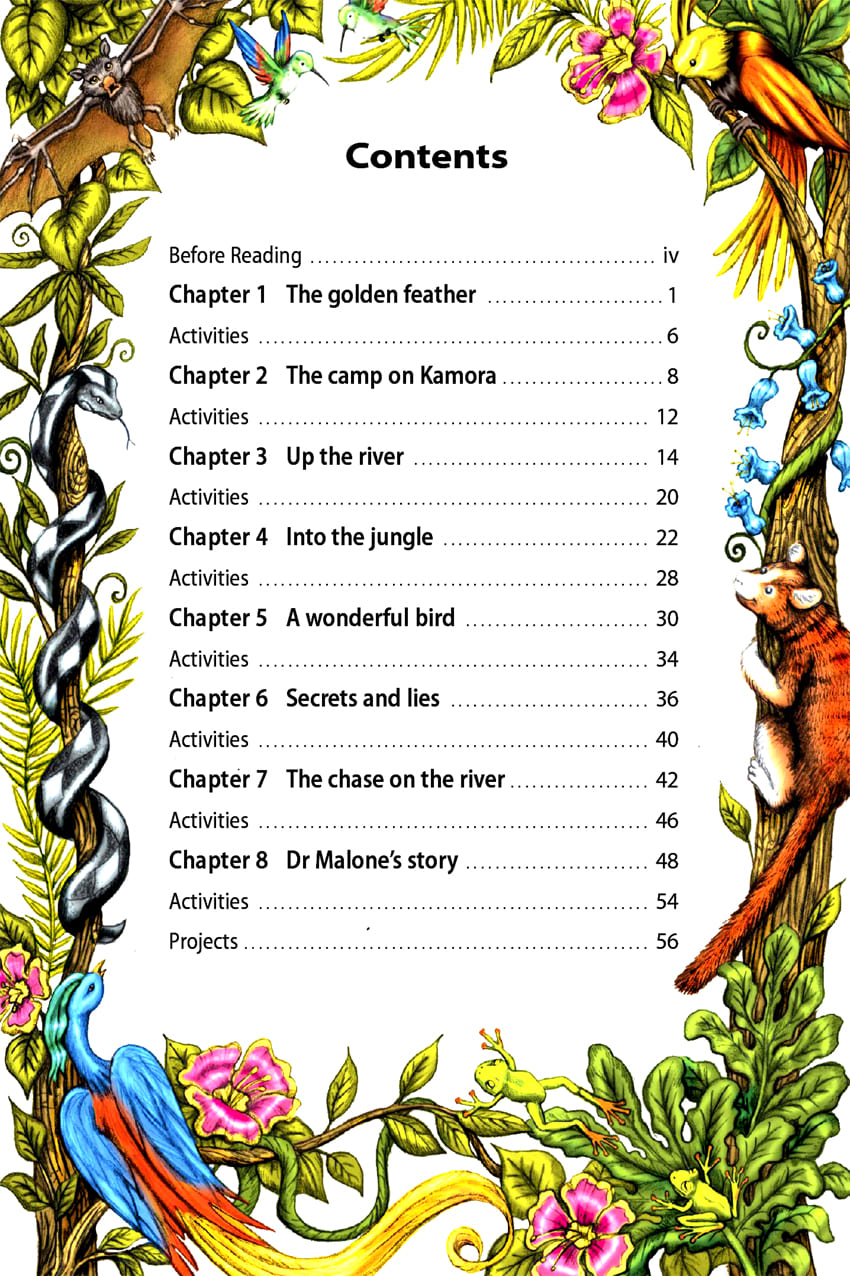 Contents
Before Reading ................................................ iv
Chapter 1 The golden feather ........................ 1
Activities ........................................................ 6
Chapter 2 The camp on Kamora .................... 8
Activities ...................................................... 12
Chapter 3 Up the river ................................ 14
Activities ...................................................... 20
Chapter 4 Into the jungle ............................ 22
Activities ...................................................... 28
Chapter 5 A wonderful bird ......................... 30
Activities ...................................................... 34
Chapter 6 Secrets and lies ........................... 36
Activities ...................................................... 40
Chapter 7 The chase on the river ................... 42
Activities ...................................................... 46
Chapter 8 Dr Malone’s story ......................... 48
Activities ...................................................... 54
Projects ........................................................ 56